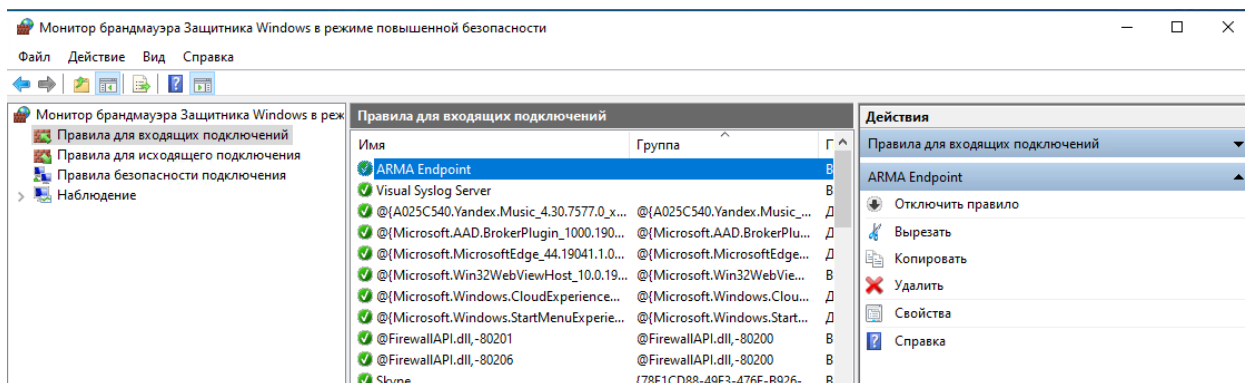 Монитор брандмауэра Защитника Windows в режиме повышенной безопасности
Файл Действие Вид Справка
Монитор брандмауэра Защитника Windows в реж
Правила для входящих подключений
Правила для исходящего подключения
Правила безопасности подключения
Наблюдение
Правила для входящих подключений
Имя Группа
ARMA Endpoint В
Visual Syslog Server В
@{A025C540.Yandex.Music_4.30.7577.0_x... @{A025C540.Yandex.Music_... Д
@{Microsoft.AAD.BrokerPlugin_1000.190... @{Microsoft.AAD.BrokerPlu... Д
@{Microsoft.MicrosoftEdge_44.19041.1.0... @{Microsoft.MicrosoftEdge... Д
@{Microsoft.Win32WebViewHost_10.0.19... @{Microsoft.Win32WebVie... В
@{Microsoft.Windows.CloudExperience... @{Microsoft.Windows.Clou... Д
@{Microsoft.Windows.StartMenuExperie... @{Microsoft.Windows.Start... Д
@FirewallAPI.dll,-80201 @FirewallAPI.dll,-80200 В
@FirewallAPI.dll,-80206 @FirewallAPI.dll,-80200 В
Skype {78E1CD88-49E3-476E-B926-
Действия
Правила для входящих подключений
ARMA Endpoint
Отключить правило
Вырезать
Копировать
Удалить
Свойства
Справка